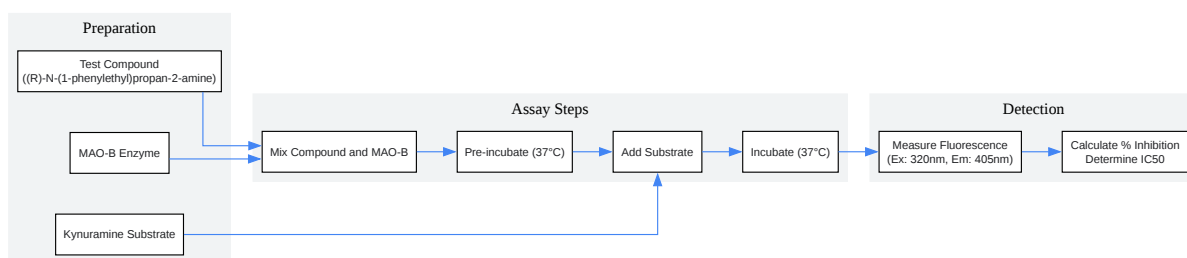 Preparation
Test Compound
((R)-N-(1-phenylethyl)propan-2-amine)
MAO-B Enzyme
Kynuramine Substrate
Assay Steps
Mix Compound and MAO-B
Pre-incubate (37°C)
Add Substrate
Incubate (37°C)
Detection
Measure Fluorescence
(Ex: 320nm, Em: 405nm)
Calculate % Inhibition
Determine IC50